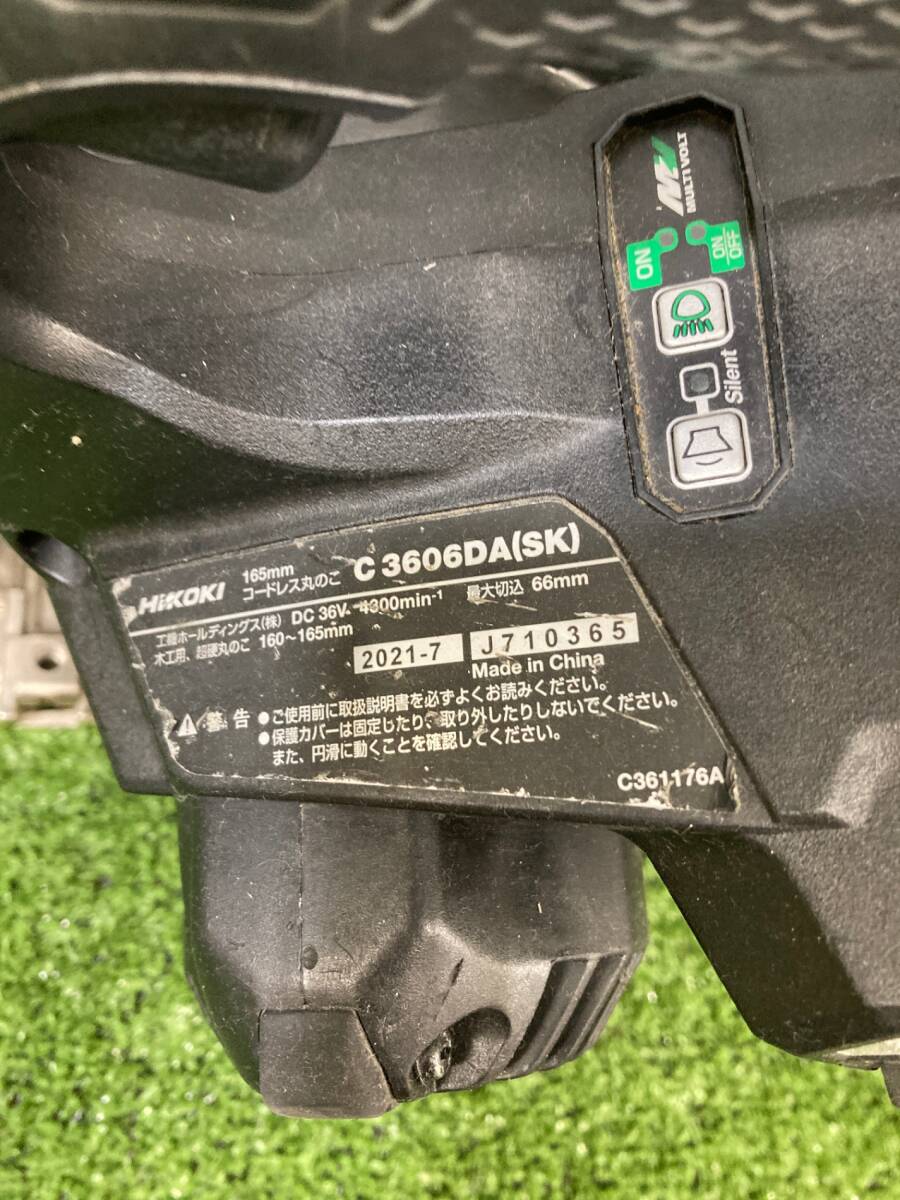 MV
MULTI VOLT
ON
ON/OFF
Silent
HiKOKI 165mm コードレス丸のこ C 3606DA(SK)
工機ホールディングス(株) DC 36V⎓ 4300min-1 最大切込 66mm
木工用、超硬丸のこ 160~165mm
2021-7 J710365
Made in China
警告 ●ご使用前に取扱説明書を必ずよくお読みください。
●保護カバーは固定したり、取り外したりしないでください。
また、円滑に動くことを確認してください。
C361176A